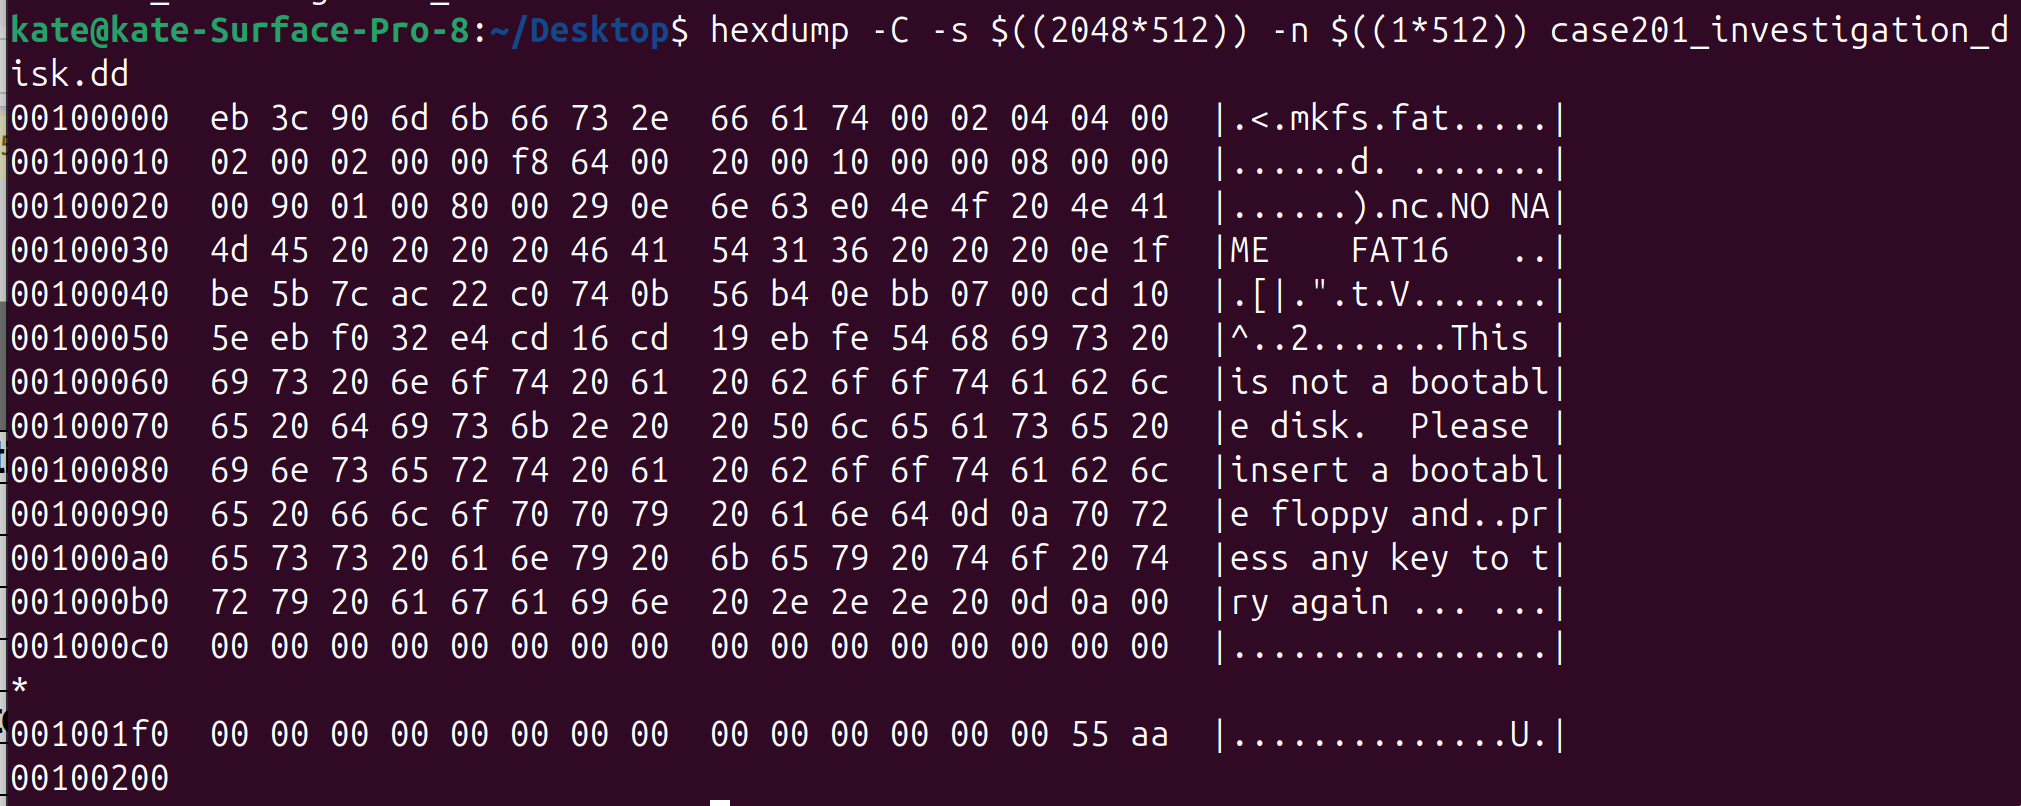 kate@kate-Surface-Pro-8:~/Desktop$ hexdump -C -s $((2048*512)) -n $((1*512)) case201_investigation_d
isk.dd
00100000  eb 3c 90 6d 6b 66 73 2e  66 61 74 00 02 04 04 00  |.<.mkfs.fat.....|
00100010  02 00 02 00 00 f8 64 00  20 00 10 00 00 08 00 00  |......d. .......|
00100020  00 90 01 00 80 00 29 0e  6e 63 e0 4e 4f 20 4e 41  |......).nc.NO NA|
00100030  4d 45 20 20 20 20 46 41  54 31 36 20 20 20 0e 1f  |ME    FAT16   ..|
00100040  be 5b 7c ac 22 c0 74 0b  56 b4 0e bb 07 00 cd 10  |.[|.".t.V.......|
00100050  5e eb f0 32 e4 cd 16 cd  19 eb fe 54 68 69 73 20  |^..2.......This |
00100060  69 73 20 6e 6f 74 20 61  20 62 6f 6f 74 61 62 6c  |is not a bootabl|
00100070  65 20 64 69 73 6b 2e 20  20 50 6c 65 61 73 65 20  |e disk.  Please |
00100080  69 6e 73 65 72 74 20 61  20 62 6f 6f 74 61 62 6c  |insert a bootabl|
00100090  65 20 66 6c 6f 70 70 79  20 61 6e 64 0d 0a 70 72  |e floppy and..pr|
001000a0  65 73 73 20 61 6e 79 20  6b 65 79 20 74 6f 20 74  |ess any key to t|
001000b0  72 79 20 61 67 61 69 6e  20 2e 2e 2e 20 0d 0a 00  |ry again ... ...|
001000c0  00 00 00 00 00 00 00 00  00 00 00 00 00 00 00 00  |................|
*
001001f0  00 00 00 00 00 00 00 00  00 00 00 00 00 00 55 aa  |..............U.|
00100200